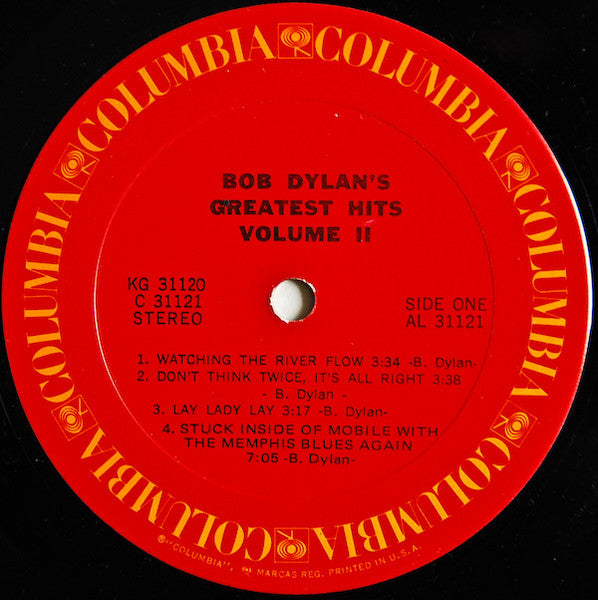 COLUMBIA COLUMBIA COLUMBIA COLUMBIA COLUMBIA COLUMBIA
BOB DYLAN'S
GREATEST HITS
VOLUME II
KG 31120
C 31121
STEREO
SIDE ONE
AL 31121
1. WATCHING THE RIVER FLOW 3:34 -B. Dylan-
2. DON'T THINK TWICE, IT'S ALL RIGHT 3:38
- B. Dylan -
3. LAY LADY LAY 3:17 -B. Dylan-
4. STUCK INSIDE OF MOBILE WITH
THE MEMPHIS BLUES AGAIN
7:05 -B. Dylan-
®"COLUMBIA", MARCAS REG. PRINTED IN U.S.A.